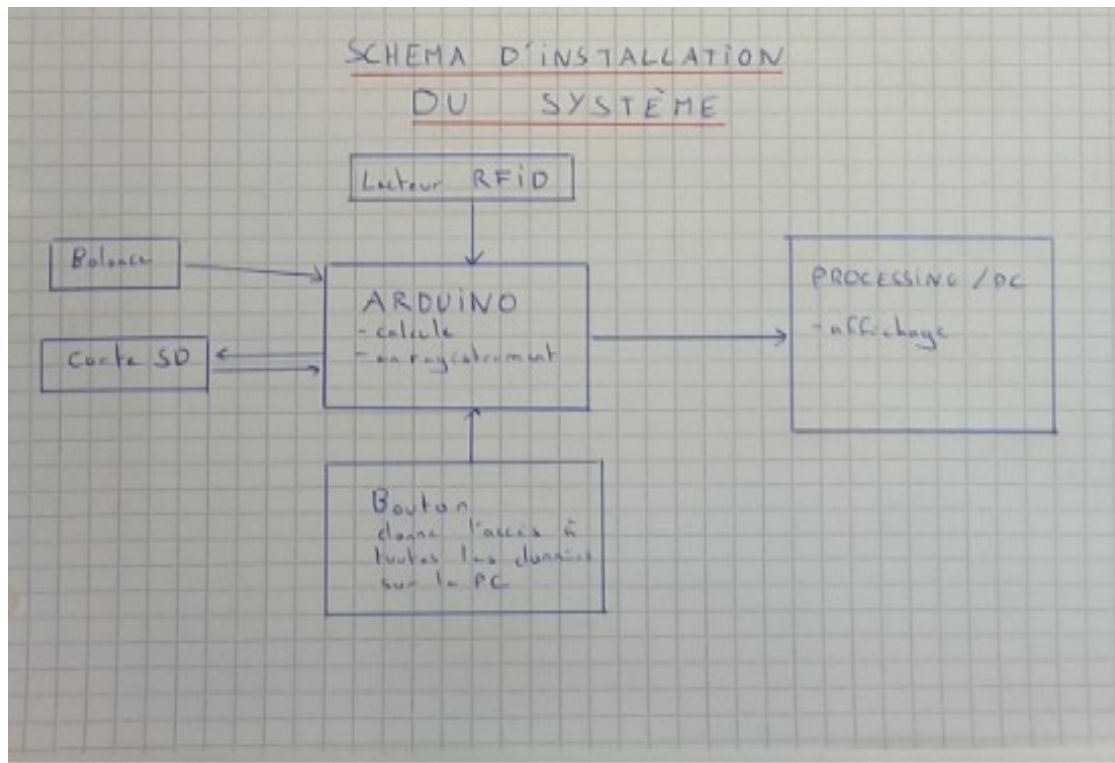 SCHEMA D'iNSTALLATiON
DU SYSTÈME
Lecteur RFiD
Balance
ARDUiNO
- calcule
- enregistrement
Carte SD
PROCESSING / PC
- affichage
Bouton
donne l'accès à
toutes les données
sur le PC